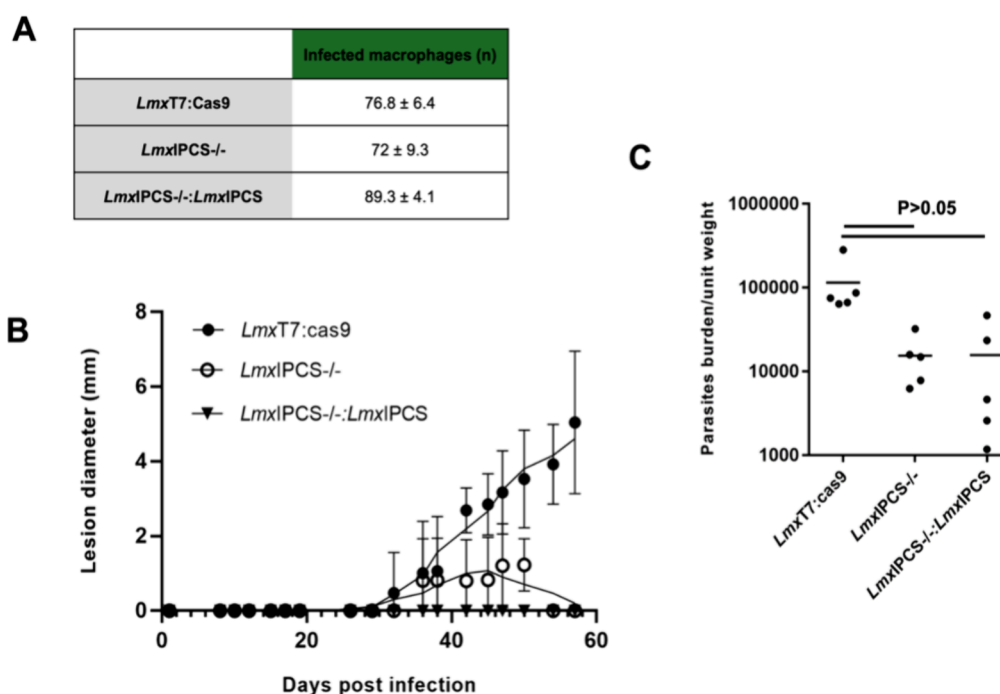 A
Infected macrophages (n)
LmxT7:Cas9
76.8 ± 6.4
LmxIPCS-/-
72 ± 9.3
LmxIPCS-/-:LmxIPCS
89.3 ± 4.1
B
8
6
4
2
0
Lesion diameter (mm)
LmxT7:cas9
LmxIPCS-/-
LmxIPCS-/-:LmxIPCS
0
20
40
60
Days post infection
C
P>0.05
1000000
100000
10000
1000
Parasites burden/unit weight
LmxT7:cas9
LmxIPCS-/-
LmxIPCS-/-:LmxIPCS